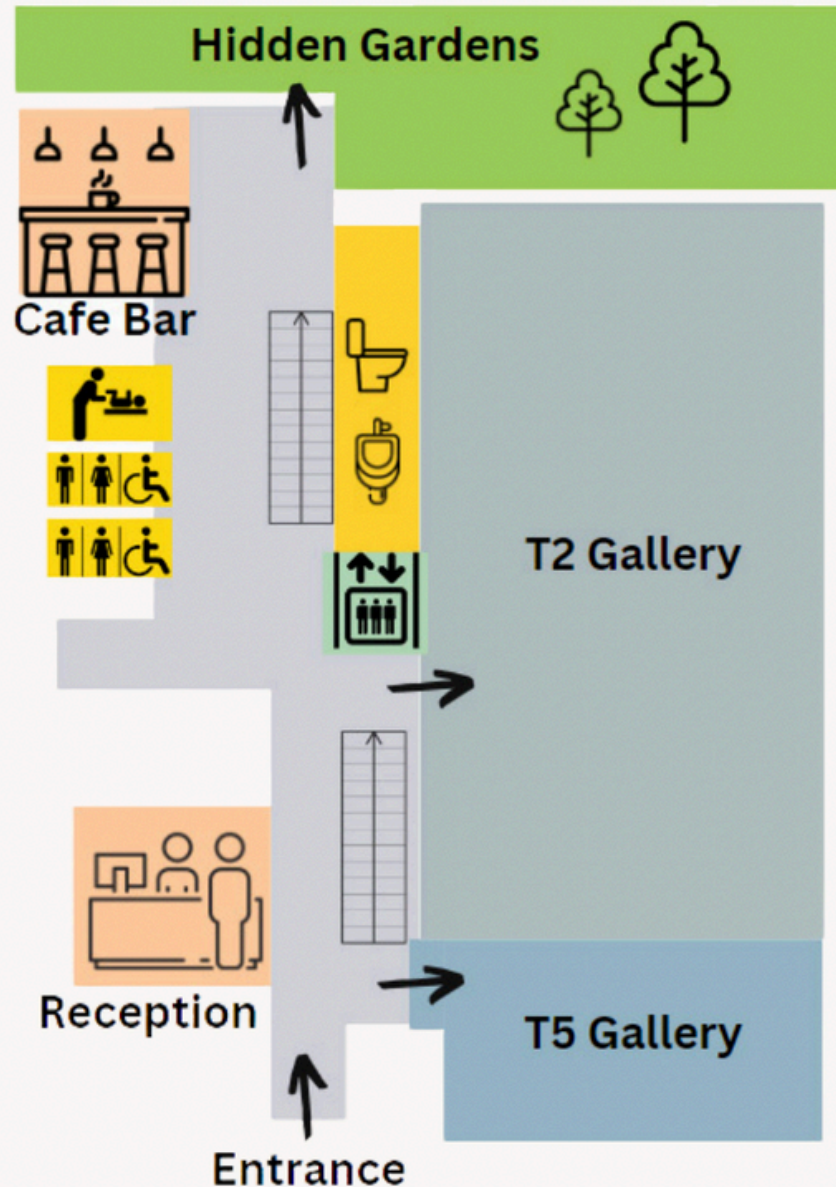 Hidden Gardens
Cafe Bar
T2 Gallery
Reception
T5 Gallery
Entrance